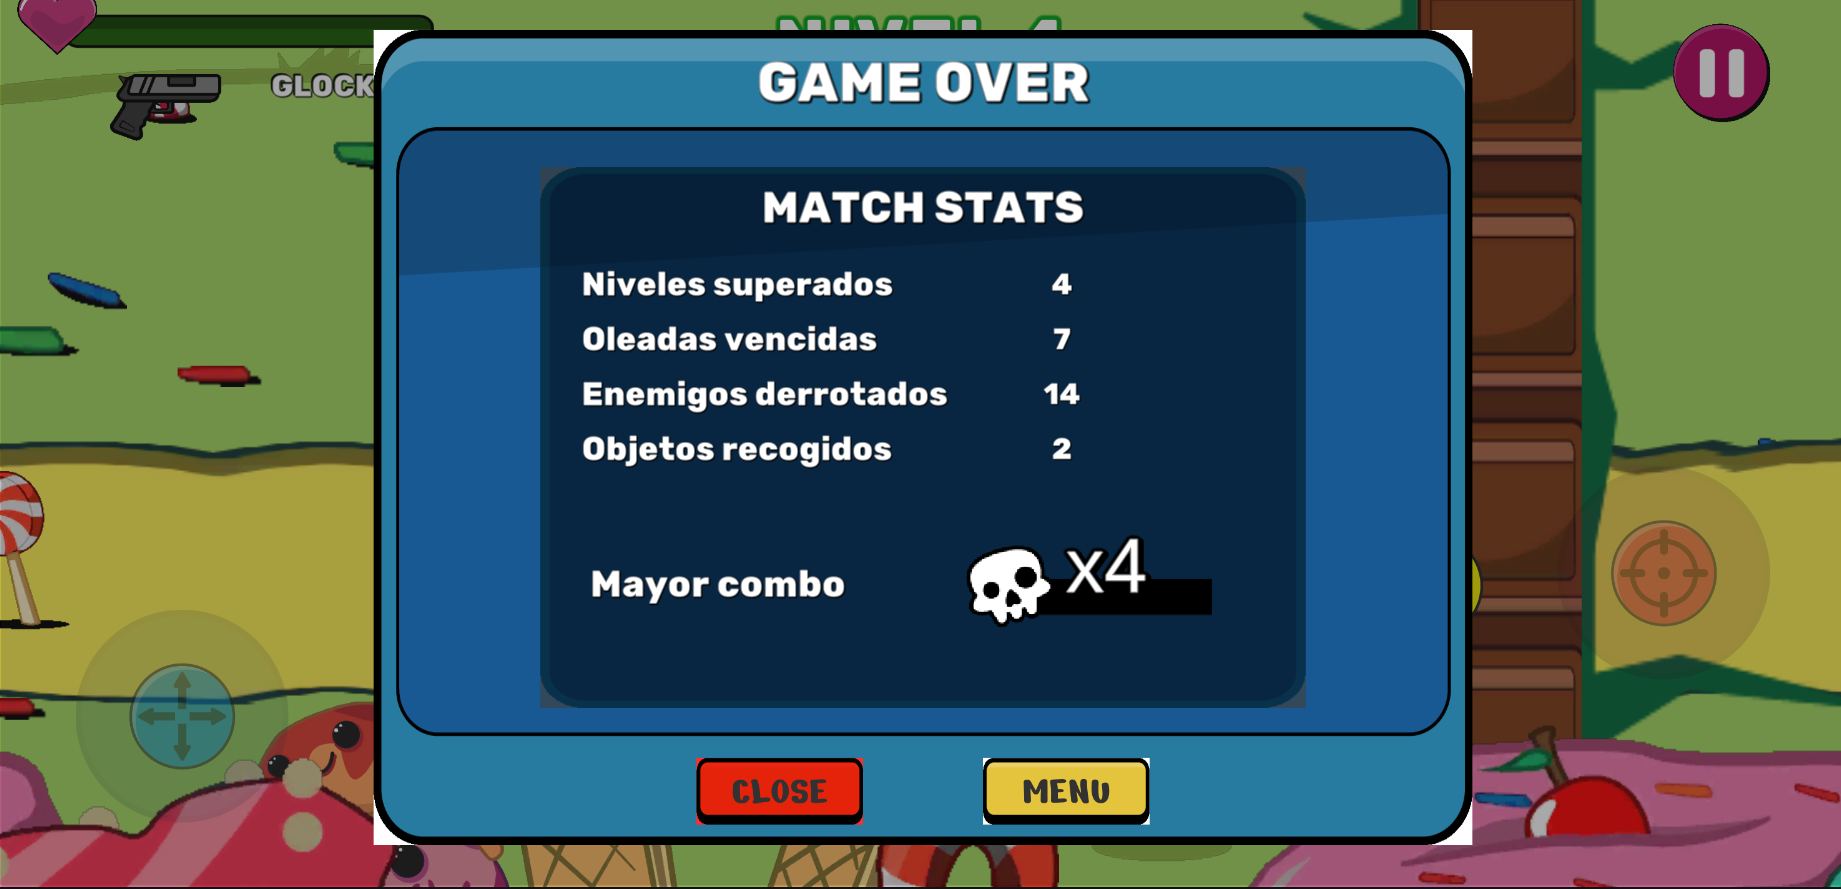 GLOCK
GAME OVER
MATCH STATS
Niveles superados 4
Oleadas vencidas 7
Enemigos derrotados 14
Objetos recogidos 2
Mayor combo x4
CLOSE MENU